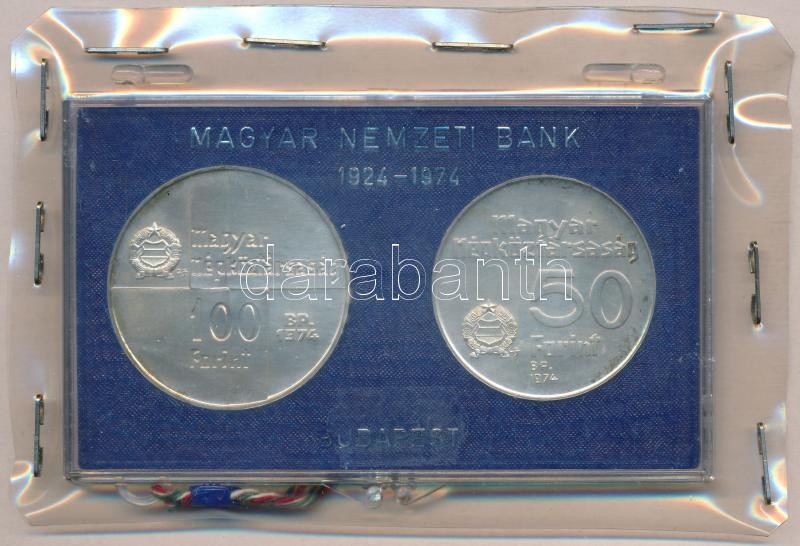 MAGYAR NEMZETI BANK
1924-1974
Magyar
Népköztársaság
100
Forint
BP.
1974
Magyar
Népköztársaság
50
Forint
BP.
1974
darabanth
BUDAPEST